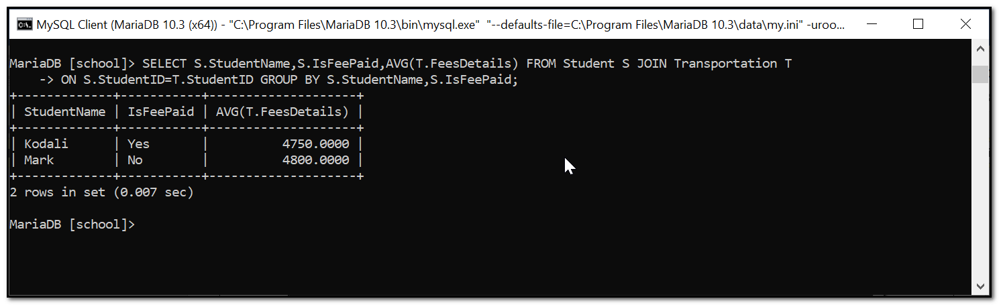 MySQL Client (MariaDB 10.3 (x64)) - "C:\Program Files\MariaDB 10.3\bin\mysql.exe"  "--defaults-file=C:\Program Files\MariaDB 10.3\data\my.ini" -uroo...
MariaDB [school]> SELECT S.StudentName,S.IsFeePaid,AVG(T.FeesDetails) FROM Student S JOIN Transportation T
    -> ON S.StudentID=T.StudentID GROUP BY S.StudentName,S.IsFeePaid;
+-------------+-----------+--------------------+
| StudentName | IsFeePaid | AVG(T.FeesDetails) |
+-------------+-----------+--------------------+
| Kodali      | Yes       |          4750.0000 |
| Mark        | No        |          4800.0000 |
+-------------+-----------+--------------------+
2 rows in set (0.007 sec)
MariaDB [school]>